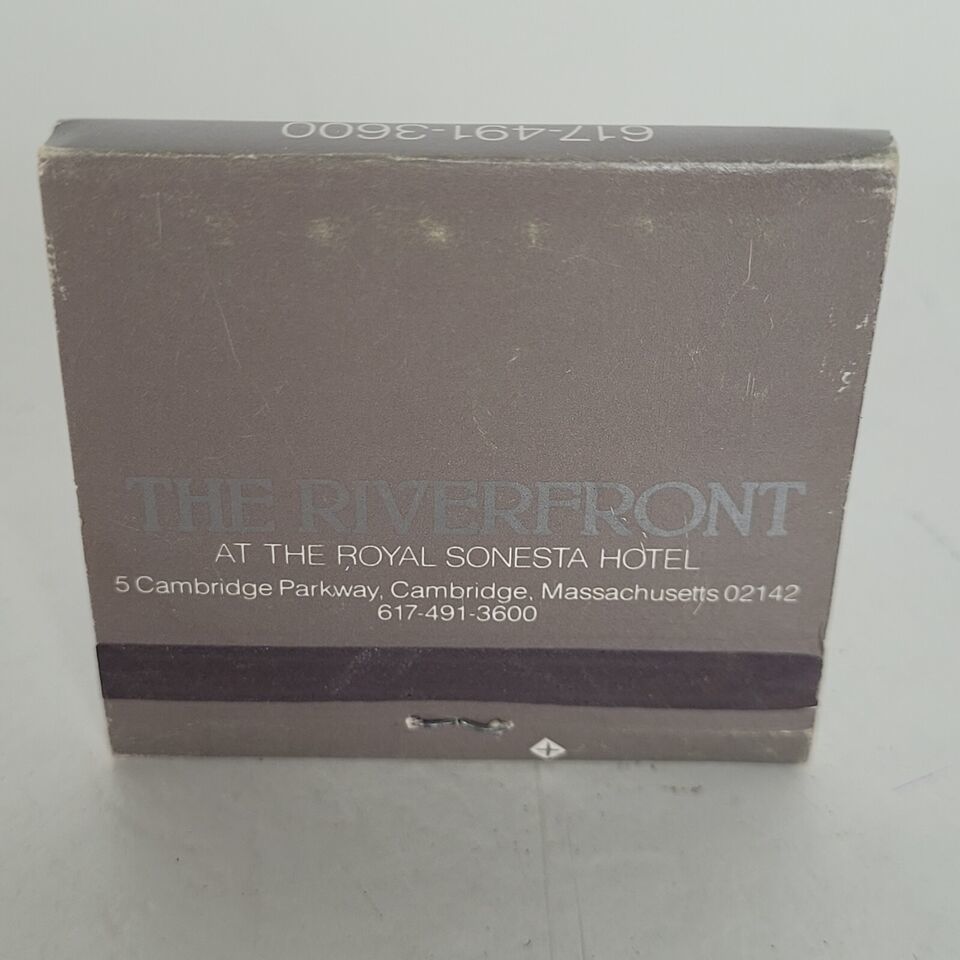 617-491-3600
THE RIVERFRONT
AT THE ROYAL SONESTA HOTEL
5 Cambridge Parkway, Cambridge, Massachusetts 02142
617-491-3600